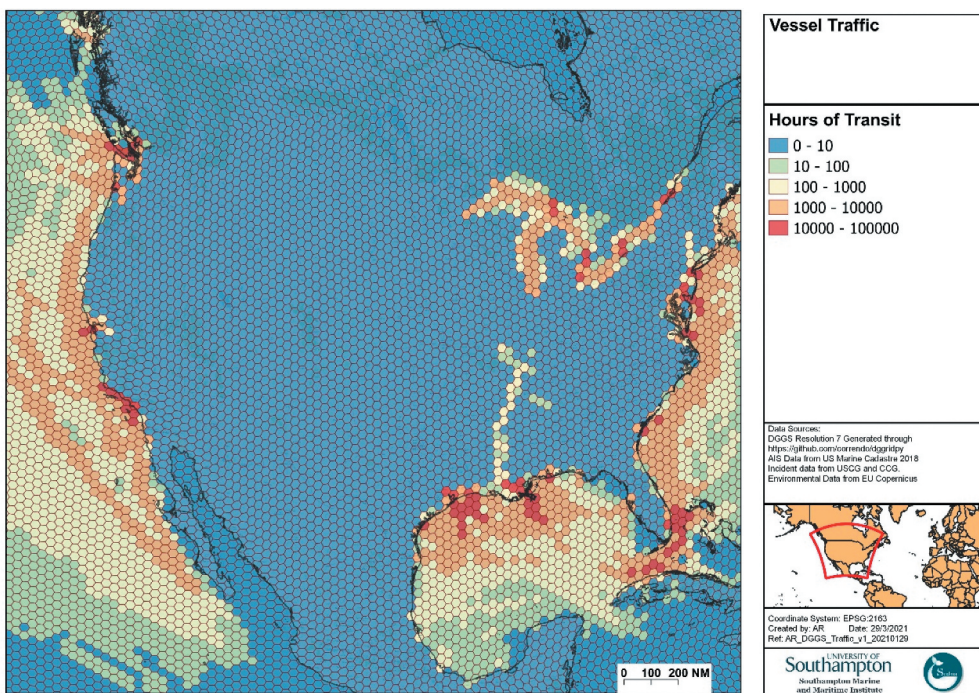 Vessel Traffic
Hours of Transit
0 - 10
10 - 100
100 - 1000
1000 - 10000
10000 - 100000
Data Sources:
DGGS Resolution 7 Generated through
https://github.com/correndo/dggridpy
AIS Data from US Marine Cadastre 2018
Incident data from USCG and CCG.
Environmental Data from EU Copernicus
Coordinate System: EPSG:2163
Created by: AR Date: 29/3/2021
Ref: AR_DGGS_Traffic_v1_20210129
0 100 200 NM
UNIVERSITY OF
Southampton
Southampton Marine
and Maritime Institute